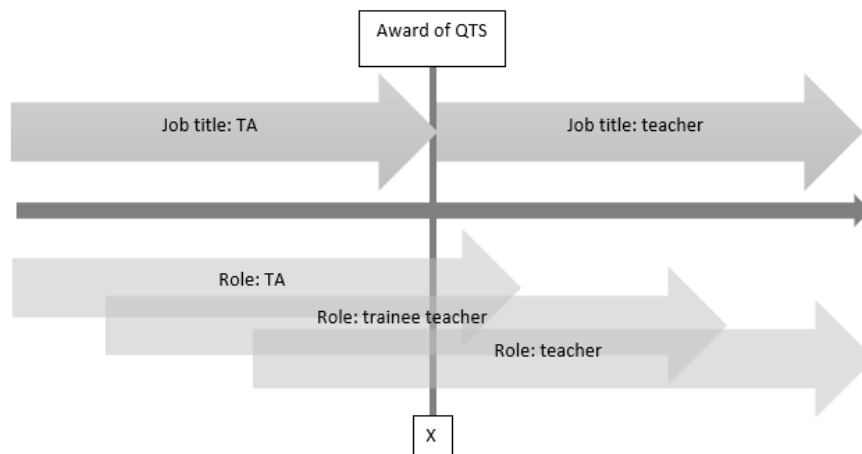 Award of QTS
Job title: TA
Job title: teacher
Role: TA
Role: trainee teacher
Role: teacher
X